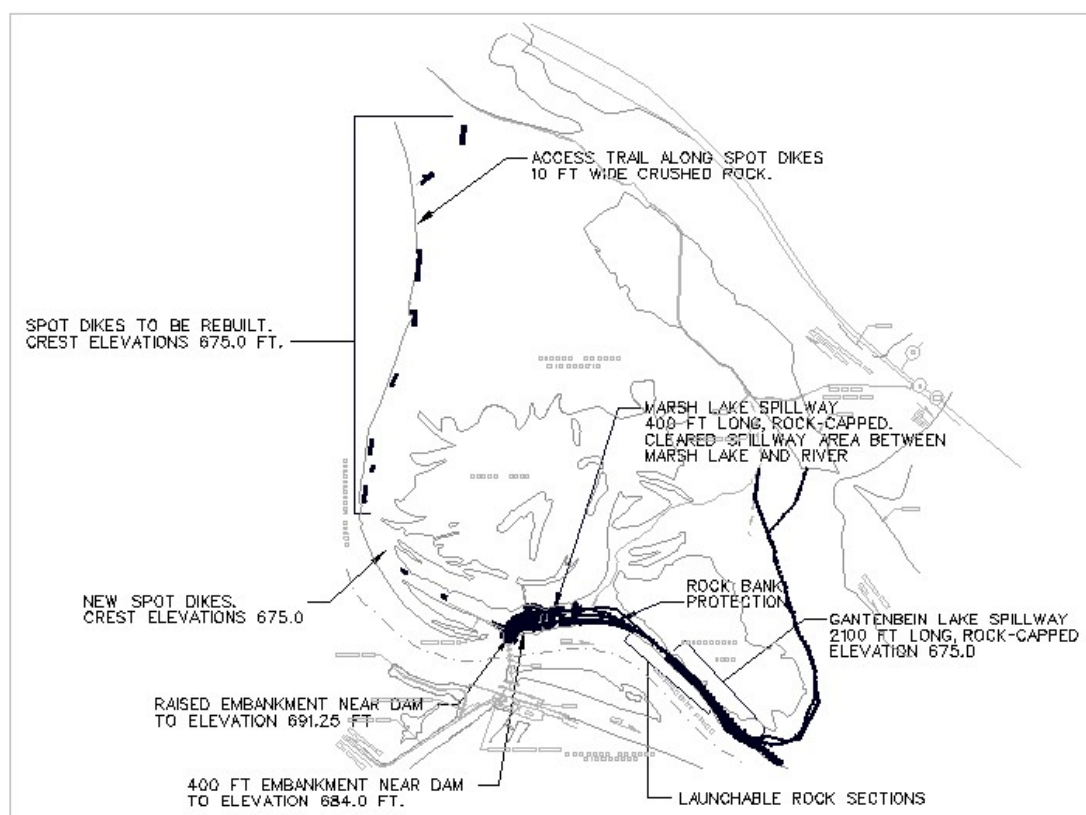 ACCESS TRAIL ALONG SPOT DIKES
10 FT WIDE CRUSHED ROCK.
SPOT DIKES TO BE REBUILT.
CREST ELEVATIONS 675.0 FT.
MARSH LAKE SPILLWAY
400 FT LONG, ROCK-CAPPED.
CLEARED SPILLWAY AREA BETWEEN
MARSH LAKE AND RIVER
ROCK BANK
PROTECTION
NEW SPOT DIKES.
CREST ELEVATIONS 675.0
GANTENBEIN LAKE SPILLWAY
2100 FT LONG, ROCK-CAPPED
ELEVATION 675.0
RAISED EMBANKMENT NEAR DAM
TO ELEVATION 691.25 FT
400 FT EMBANKMENT NEAR DAM
TO ELEVATION 684.0 FT.
LAUNCHABLE ROCK SECTIONS